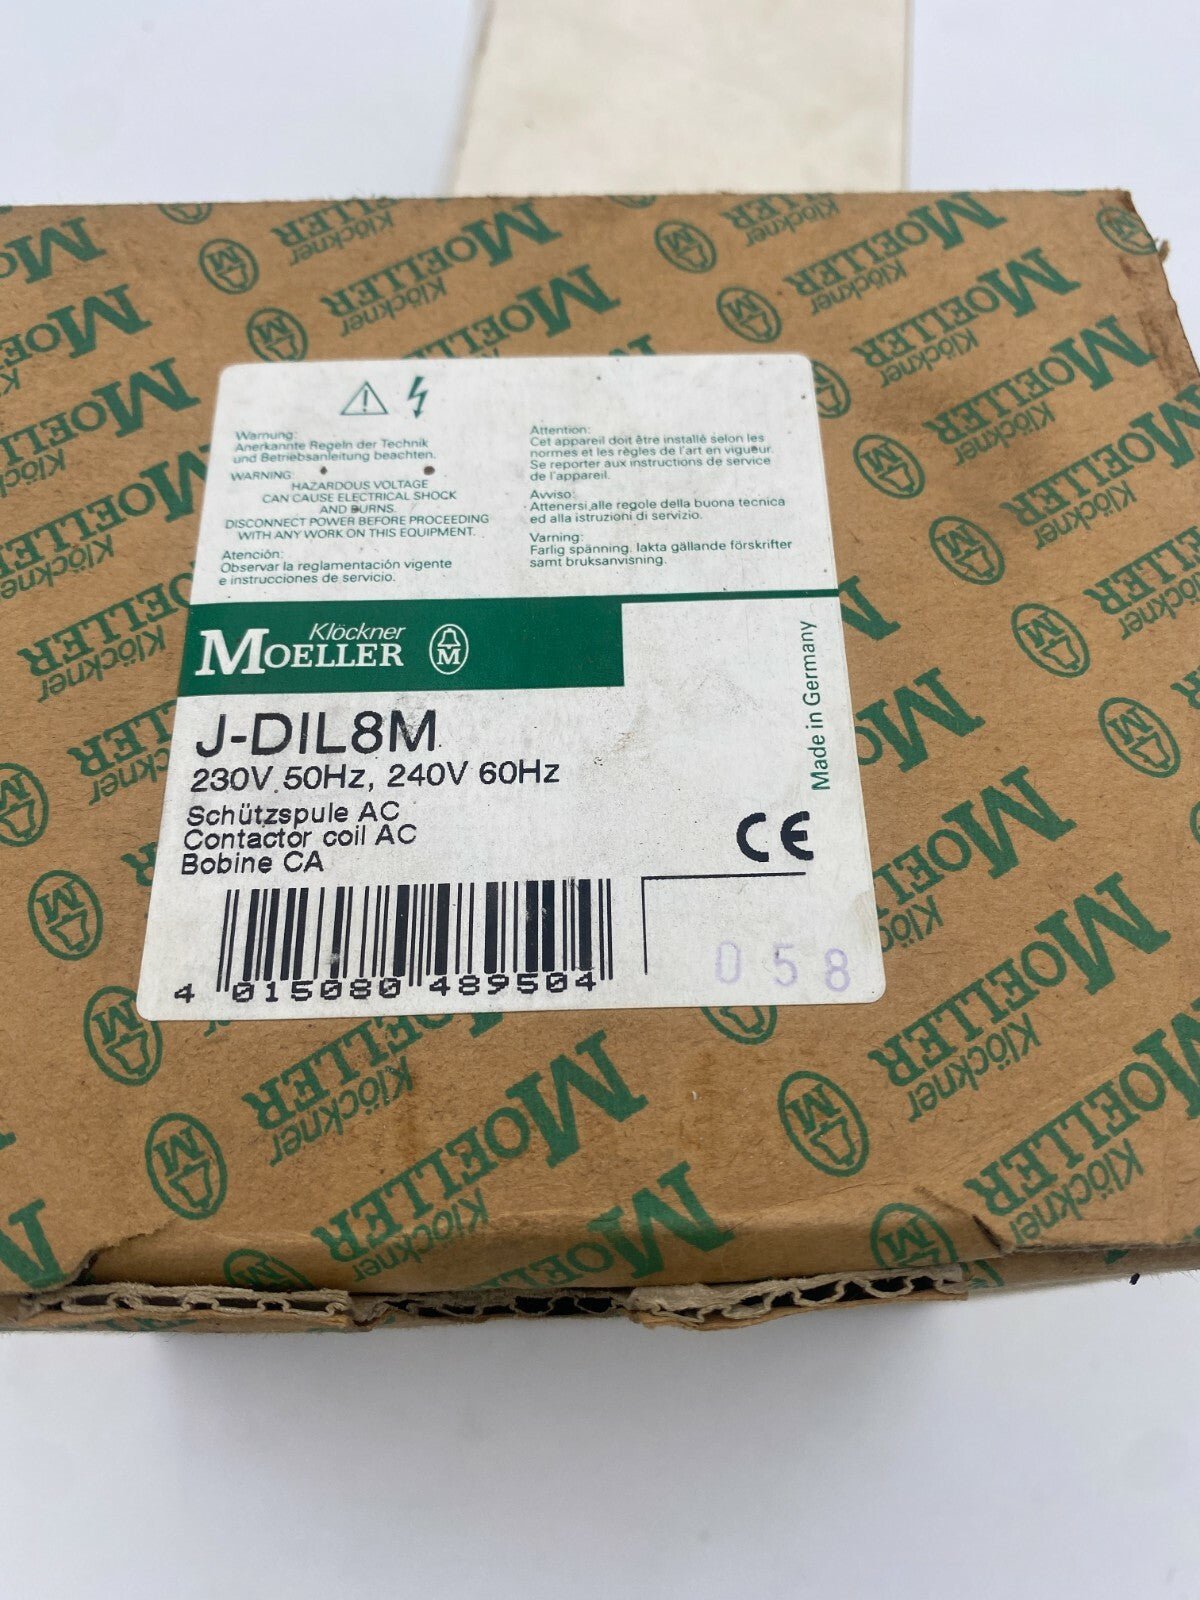 Warnung:
Anerkannte Regeln der Technik
und Betriebsanleitung beachten.
WARNING
HAZARDOUS VOLTAGE
CAN CAUSE ELECTRICAL SHOCK
AND BURNS.
DISCONNECT POWER BEFORE PROCEEDING
WITH ANY WORK ON THIS EQUIPMENT.
Atención:
Observar la reglamentación vigente
e instrucciones de servicio.
Attention:
Cet appareil doit être installé selon les
normes et les règles de l'art en vigueur.
Se reporter aux instructions de service
de l'appareil.
Avviso:
Attenersi alle regole della buona tecnica
ed alla istruzioni di servizio.
Varning:
Farlig spänning, Iakta gällande förskrifter
samt bruksanvisning.
Klöckner
MOELLER
M
Made in Germany
J-DIL8M
230V 50Hz, 240V 60Hz
Schützspule AC
Contactor coil AC
Bobine CA
CE
4 015080 489504
058
Klöckner
MOELLER